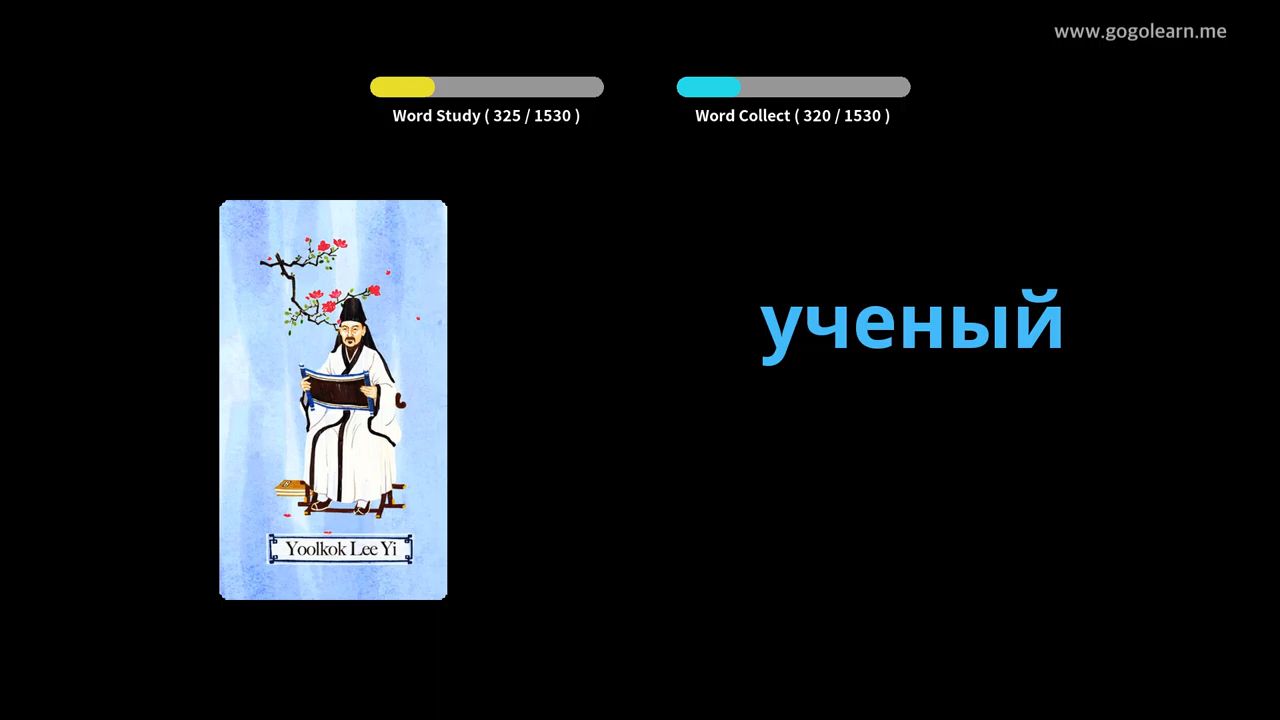 www.gogolearn.me
Word Study ( 325 / 1530 )
Word Collect ( 320 / 1530 )
ученый
Yoolkok Lee Yi